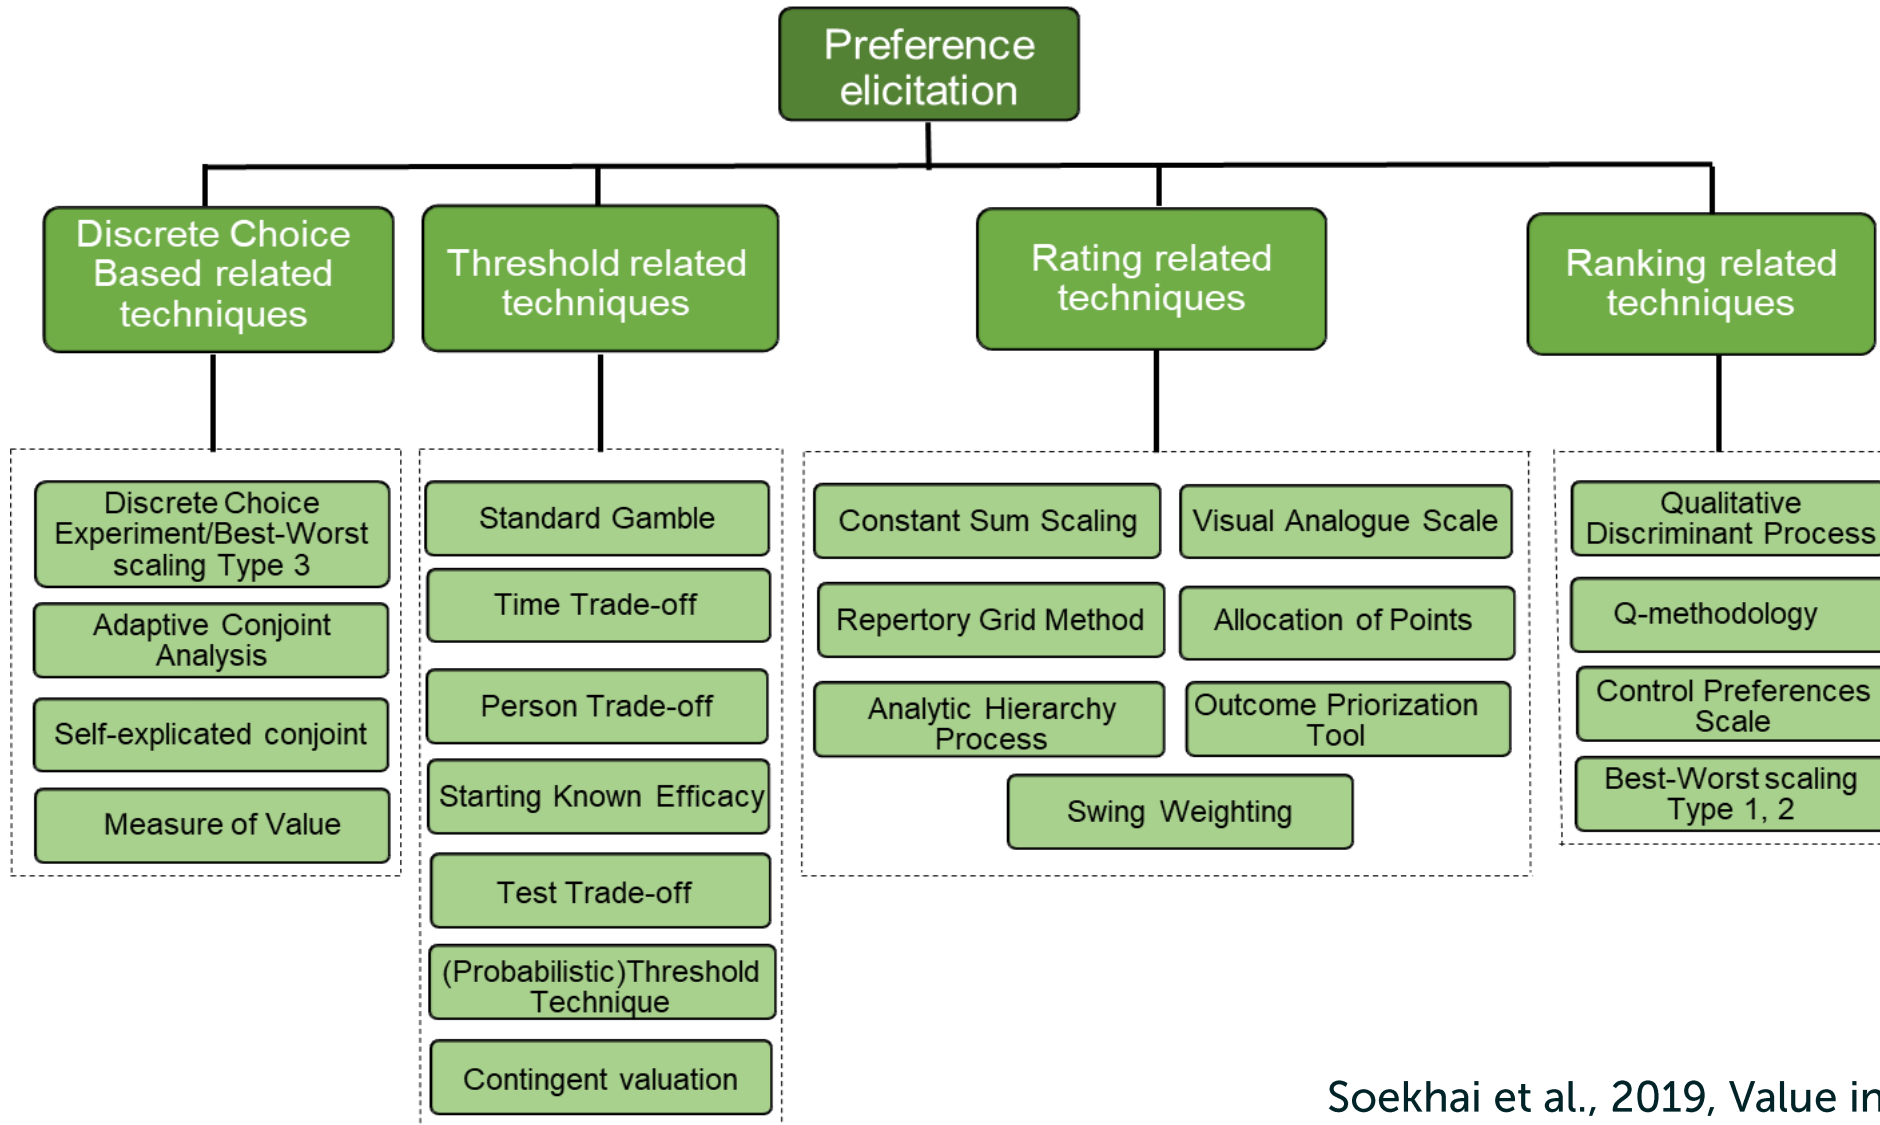 Preference
elicitation
Discrete Choice
Based related
techniques
Threshold related
techniques
Rating related
techniques
Ranking related
techniques
Discrete Choice
Experiment/Best-Worst
scaling Type 3
Adaptive Conjoint
Analysis
Self-explicated conjoint
Measure of Value
Standard Gamble
Time Trade-off
Person Trade-off
Starting Known Efficacy
Test Trade-off
(Probabilistic)Threshold
Technique
Contingent valuation
Constant Sum Scaling
Visual Analogue Scale
Repertory Grid Method
Allocation of Points
Analytic Hierarchy
Process
Outcome Priorization
Tool
Swing Weighting
Qualitative
Discriminant Process
Q-methodology
Control Preferences
Scale
Best-Worst scaling
Type 1, 2
Soekhai et al., 2019, Value in